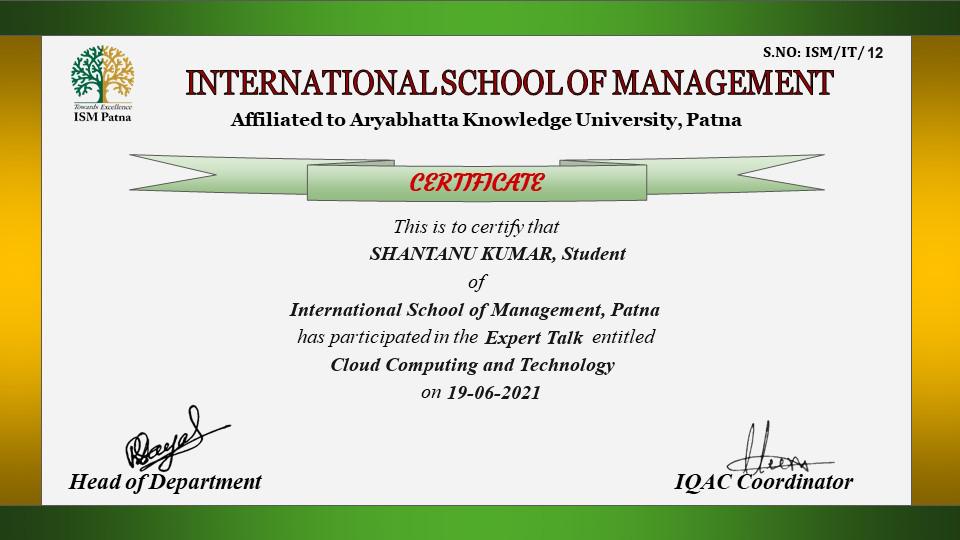 S.NO: ISM/IT/ 12
INTERNATIONAL SCHOOL OF MANAGEMENT
Towards Excellence
ISM Patna
Affiliated to Aryabhatta Knowledge University, Patna
CERTIFICATE
This is to certify that
SHANTANU KUMAR, Student
of
International School of Management, Patna
has participated in the Expert Talk entitled
Cloud Computing and Technology
on 19-06-2021
Head of Department
IQAC Coordinator